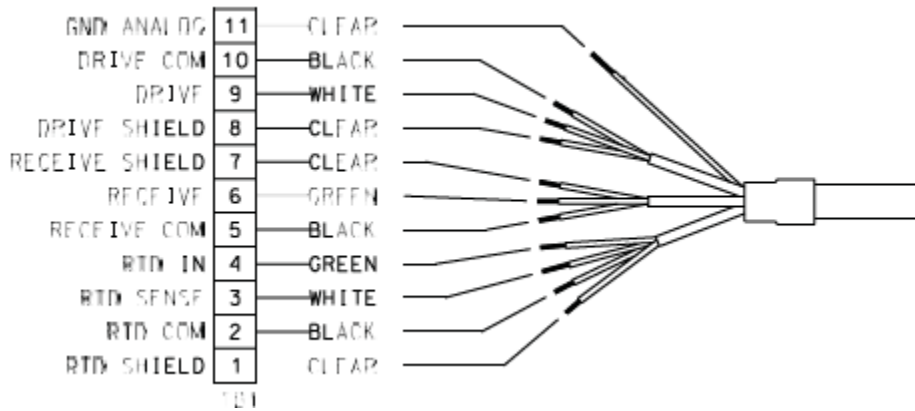 GND ANALOG 11 CLEAR
DRIVE COM 10 BLACK
DRIVE 9 WHITE
DRIVE SHIELD 8 CLEAR
RECEIVE SHIELD 7 CLEAR
RECEIVE 6 GREEN
RECEIVE COM 5 BLACK
RTD IN 4 GREEN
RTD SENSE 3 WHITE
RTD COM 2 BLACK
RTD SHIELD 1 CLEAR